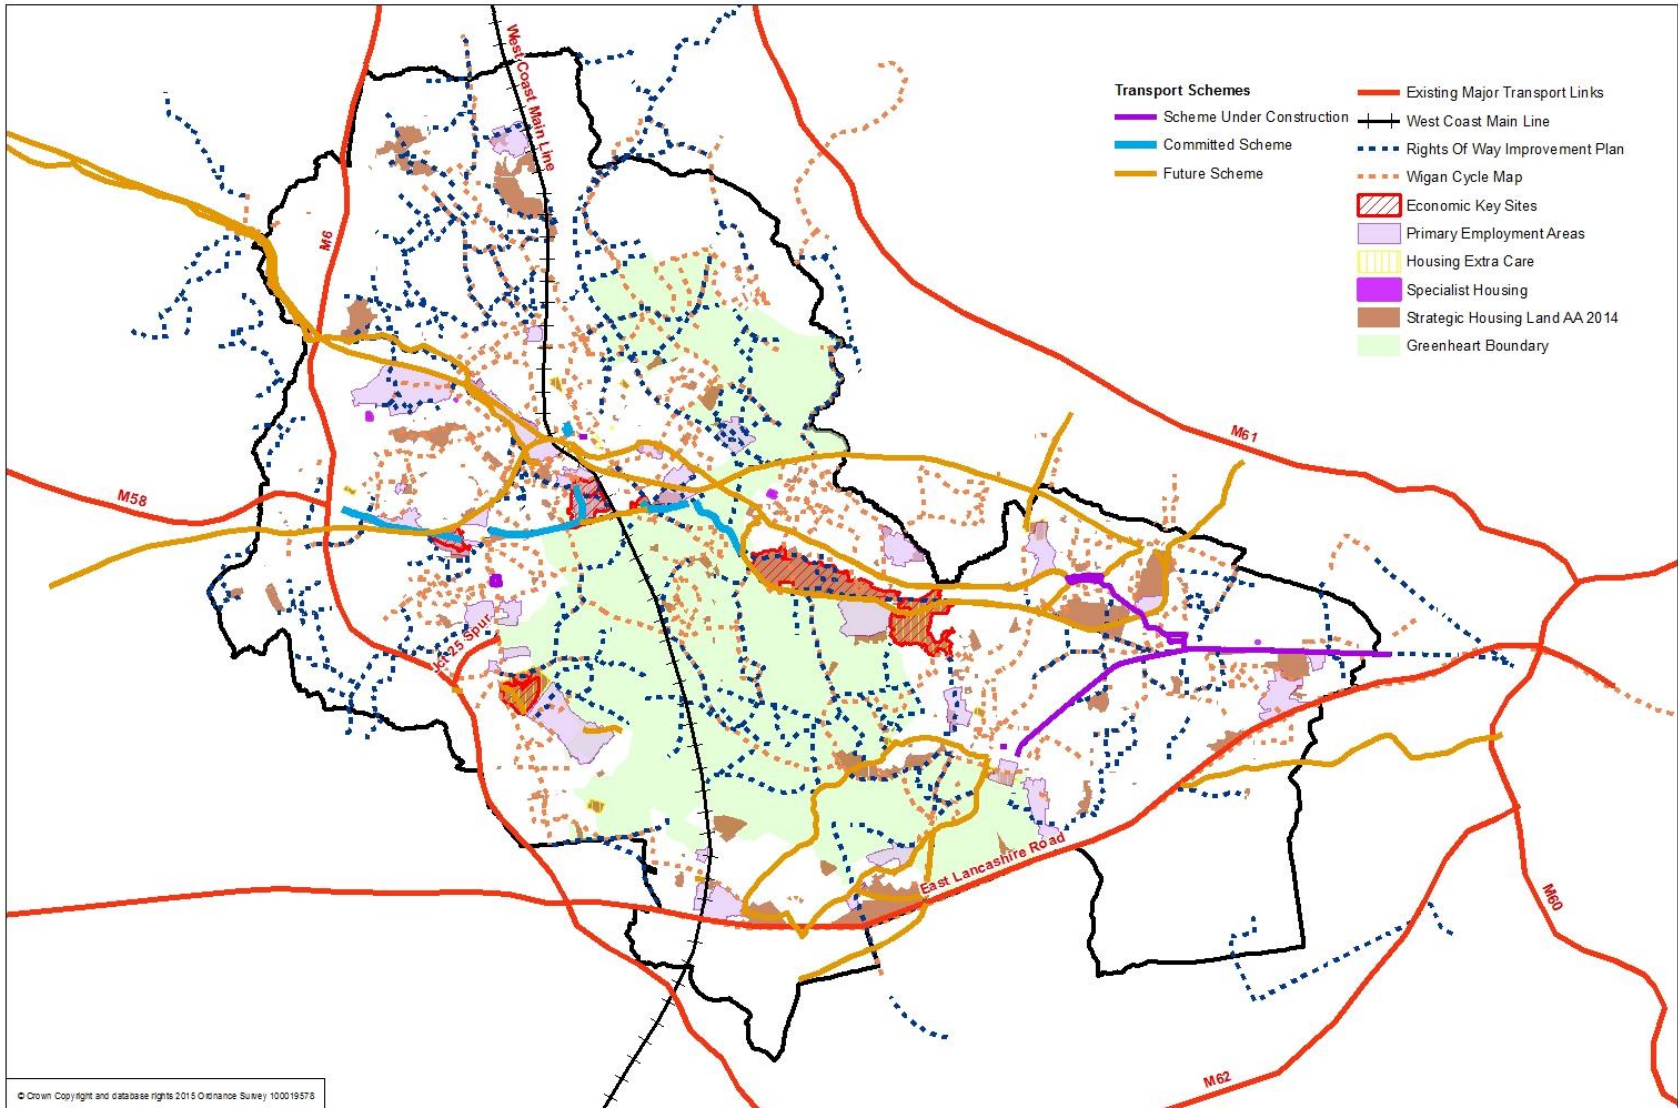 West Coast Main Line
M6
M58
Jct 25 Spur
M61
East Lancashire Road
M60
M62
Transport Schemes
Scheme Under Construction
Committed Scheme
Future Scheme
Existing Major Transport Links
West Coast Main Line
Rights Of Way Improvement Plan
Wigan Cycle Map
Economic Key Sites
Primary Employment Areas
Housing Extra Care
Specialist Housing
Strategic Housing Land AA 2014
Greenheart Boundary
© Crown Copyright and database rights 2015 Ordnance Survey 100019578